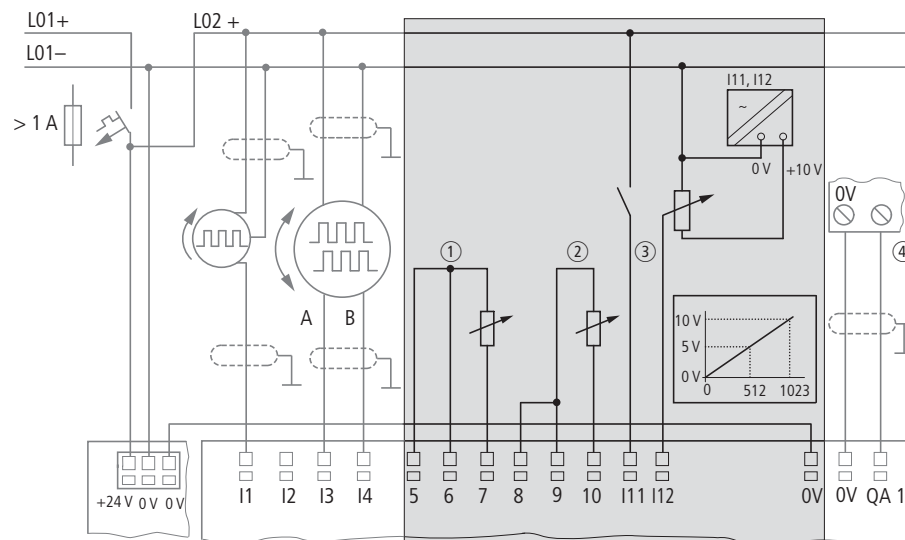 L01+
L02 +
L01–
> 1 A
I11, I12
~
0 V
+10 V
0V
① ② ③ ④
A B
10 V
5 V
0 V
0 512 1023
+24 V 0 V 0 V
I1 I2 I3 I4 5 6 7 8 9 10 I11 I12 0V 0V QA 1